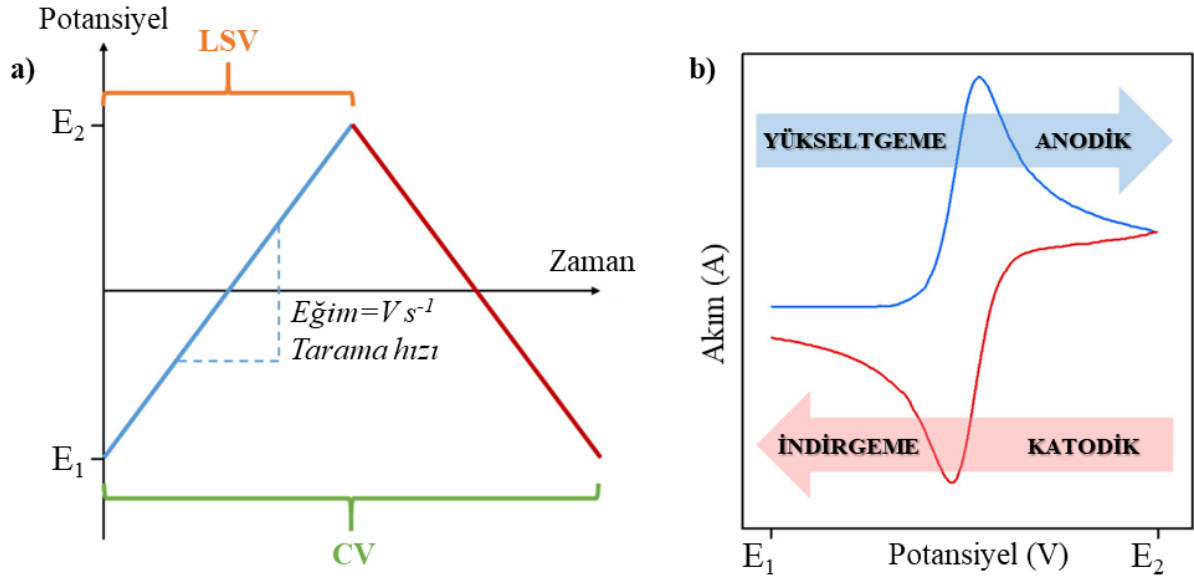 a)
Potansiyel
LSV
E₂
Zaman
Eğim=V s⁻¹
Tarama hızı
E₁
CV
b)
YÜKSELTGEME ANODİK
Akım (A)
İNDİRGEME KATODİK
E₁ Potansiyel (V) E₂